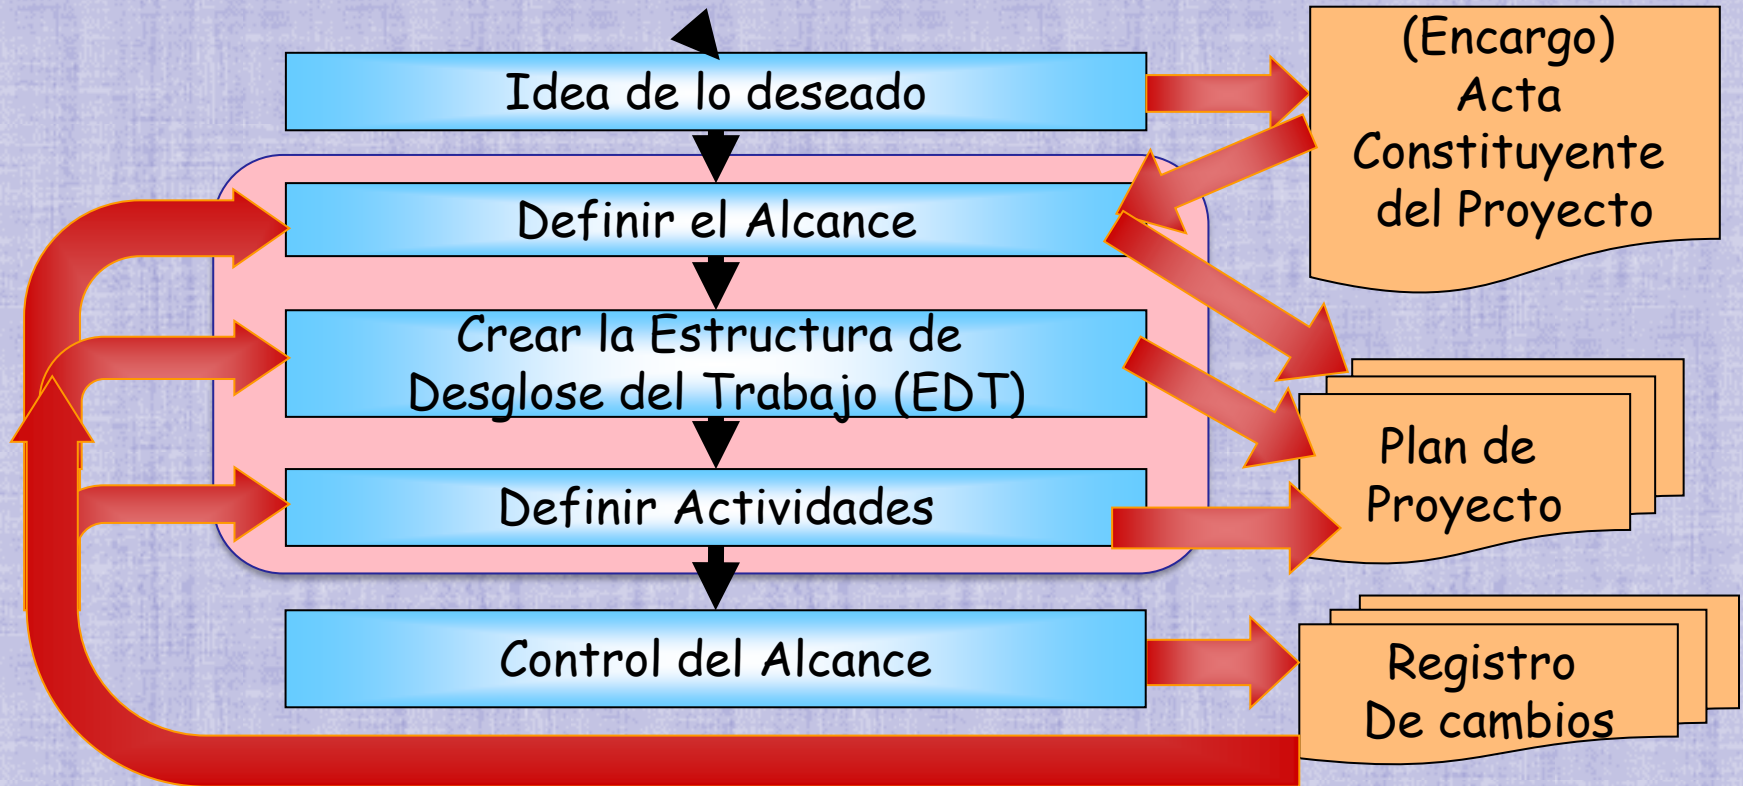 Idea de lo deseado
(Encargo)
Acta
Constituyente
del Proyecto
Definir el Alcance
Crear la Estructura de
Desglose del Trabajo (EDT)
Plan de
Proyecto
Definir Actividades
Control del Alcance
Registro
De cambios